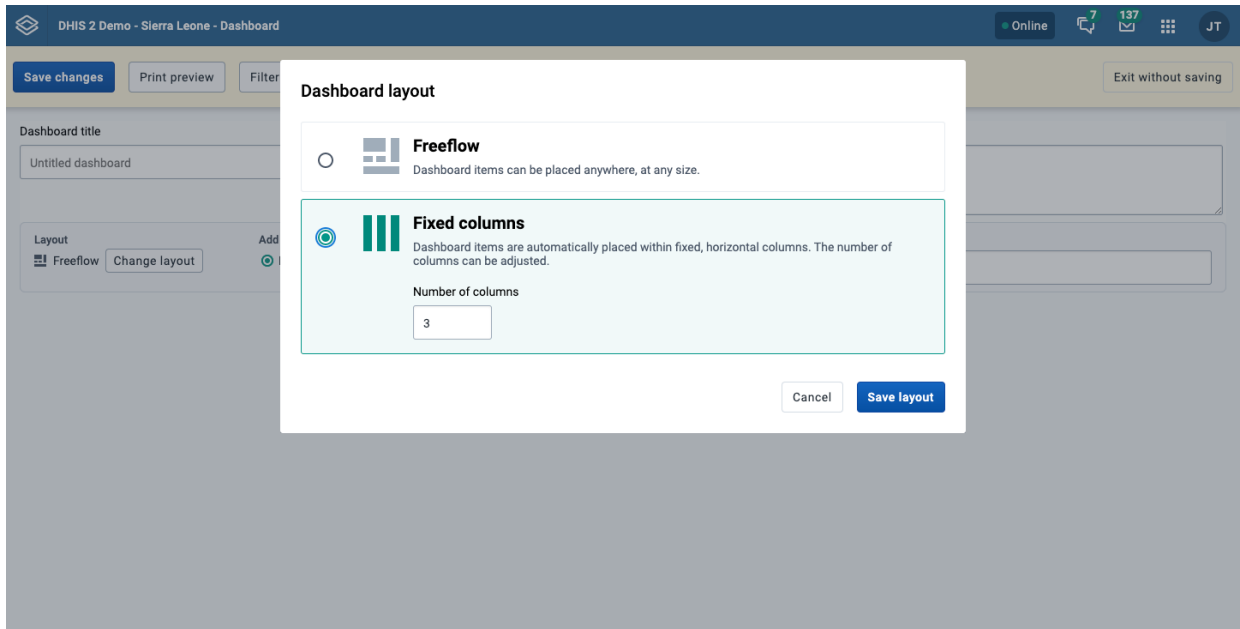 DHIS 2 Demo - Sierra Leone - Dashboard
Online
7
137
JT
Save changes
Print preview
Filter
Exit without saving
Dashboard title
Untitled dashboard
Layout
Freeflow
Change layout
Add
Dashboard layout
Freeflow
Dashboard items can be placed anywhere, at any size.
Fixed columns
Dashboard items are automatically placed within fixed, horizontal columns. The number of
columns can be adjusted.
Number of columns
3
Cancel
Save layout